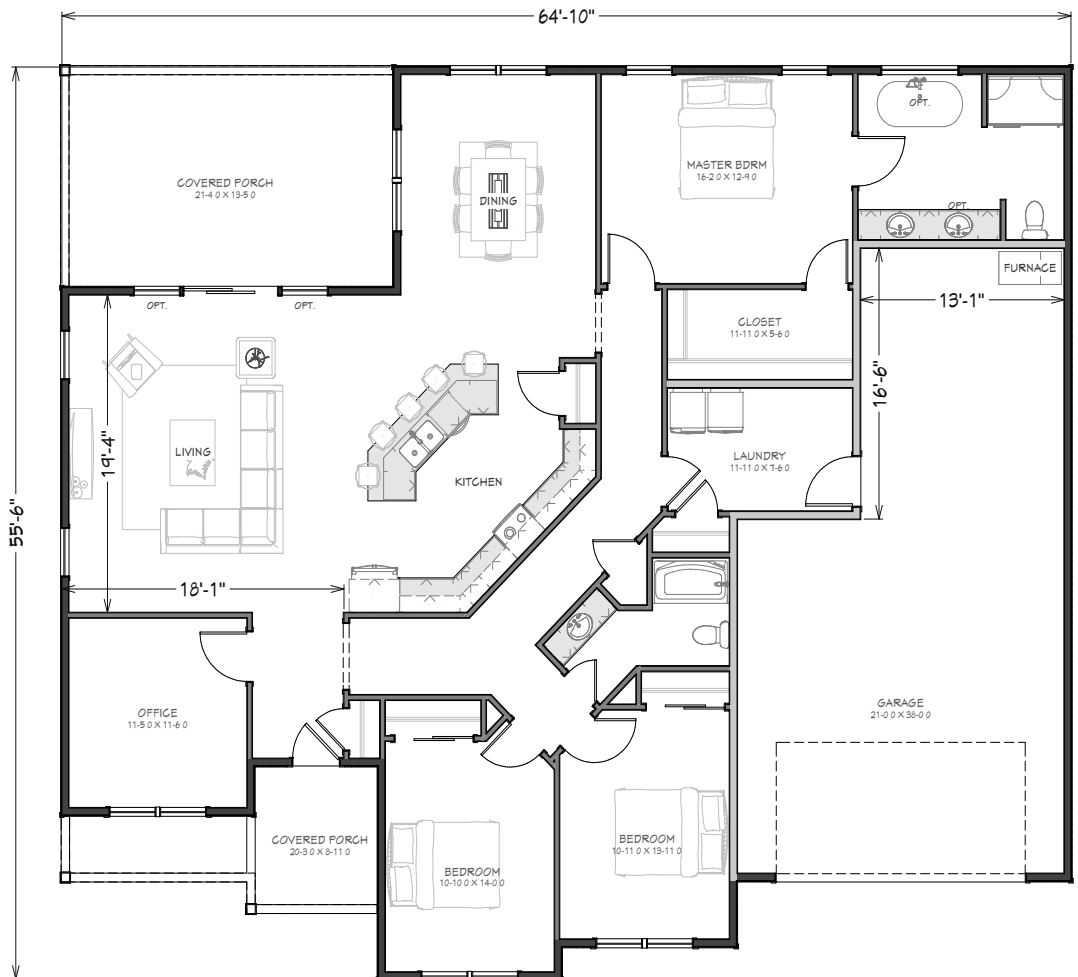 64'-10"
OPT.
COVERED PORCH
21-4 0 X 13-5 0
MASTER BDRM
16-2 0 X 12-9 0
DINING
OPT.
FURNACE
13'-1"
OPT.
OPT.
CLOSET
11-11 0 X 5-6 0
16'-6"
19'-4"
LIVING
LAUNDRY
11-11 0 X 7-6 0
KITCHEN
55'-6"
18'-1"
OFFICE
11-5 0 X 11-6 0
GARAGE
21-0 0 X 38-0 0
COVERED PORCH
20-3 0 X 8-11 0
BEDROOM
10-11 0 X 13-11 0
BEDROOM
10-10 0 X 14-0 0